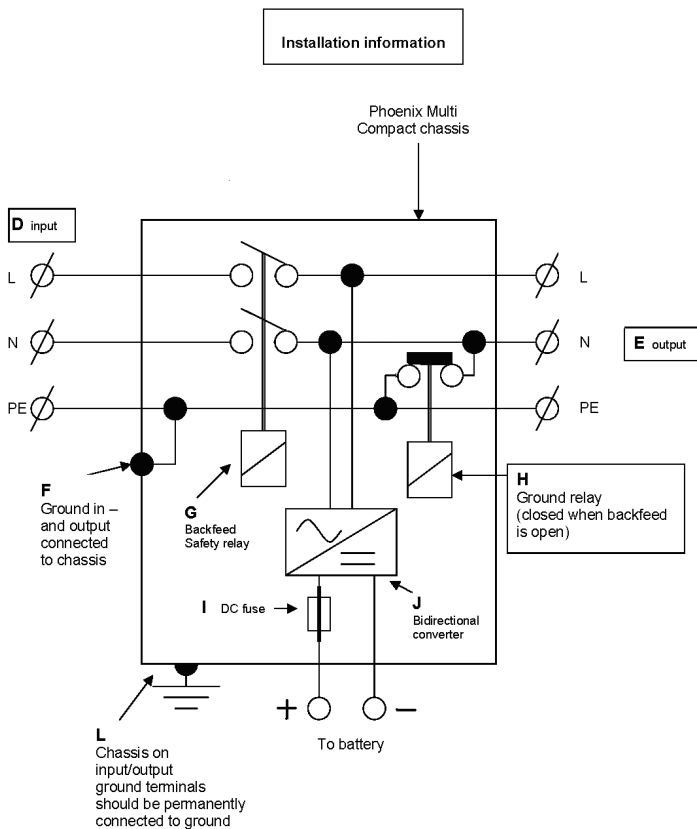 Installation information
Phoenix Multi
Compact chassis
D input
L
L
N
N
E output
PE
PE
F
Ground in –
and output
connected
to chassis
G
Backfeed
Safety relay
H
Ground relay
(closed when backfeed
is open)
I DC fuse
J
Bidirectional
converter
+
–
To battery
L
Chassis on
input/output
ground terminals
should be permanently
connected to ground